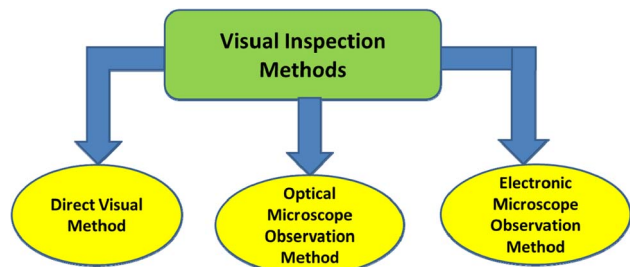 Visual Inspection
Methods
Direct Visual
Method
Optical
Microscope
Observation
Method
Electronic
Microscope
Observation
Method